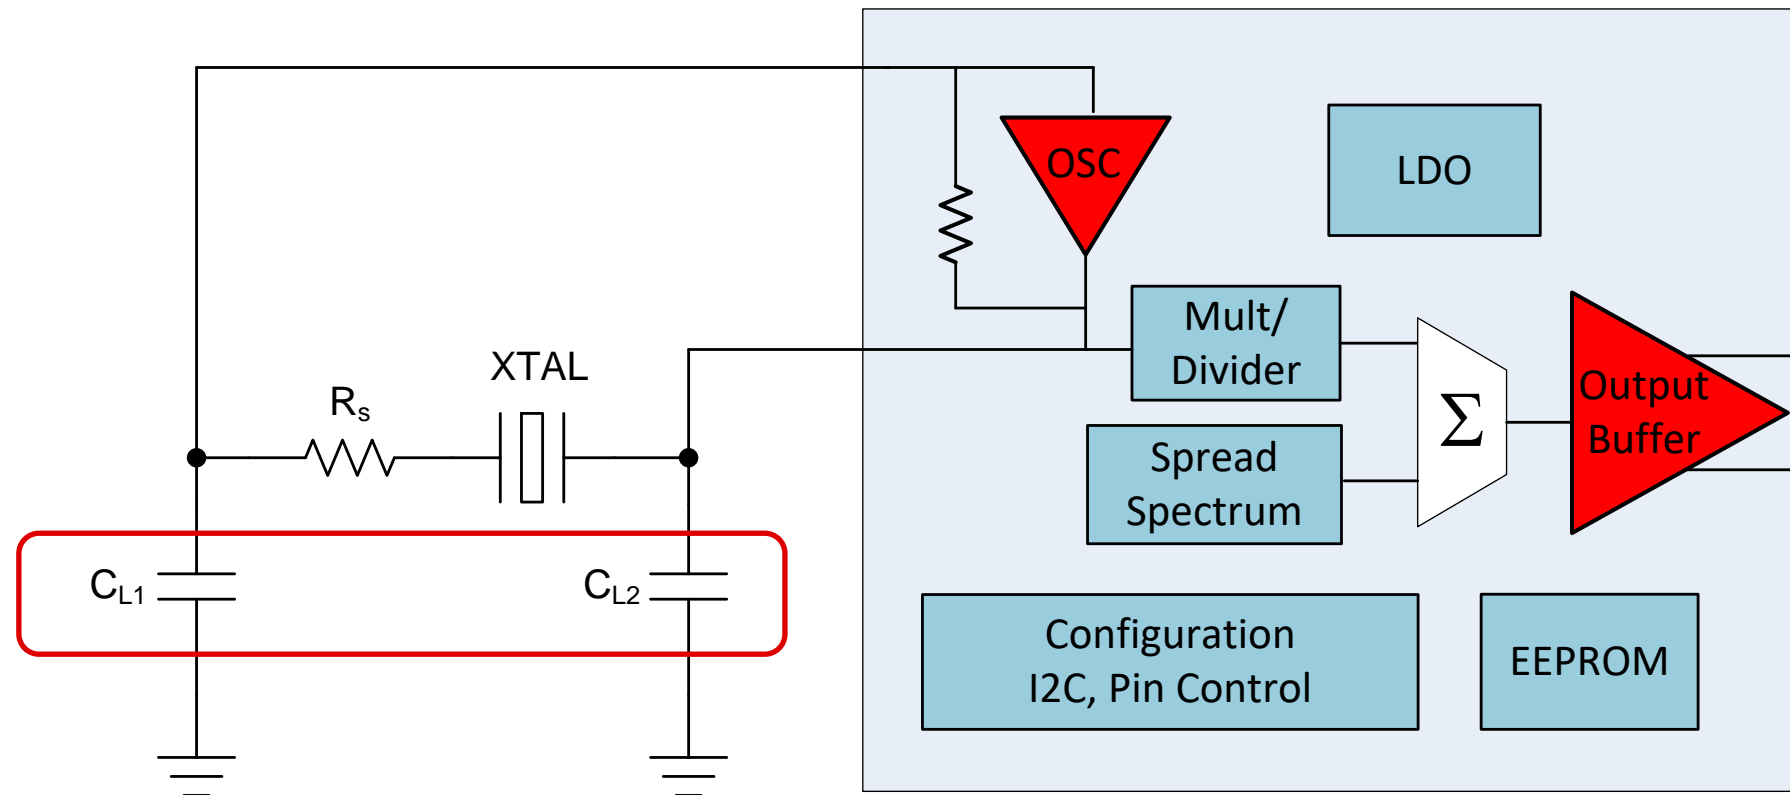 OSC
LDO
Mult/
Divider
XTAL
Rs
Output
Buffer
Σ
Spread
Spectrum
CL1
CL2
Configuration
I2C, Pin Control
EEPROM